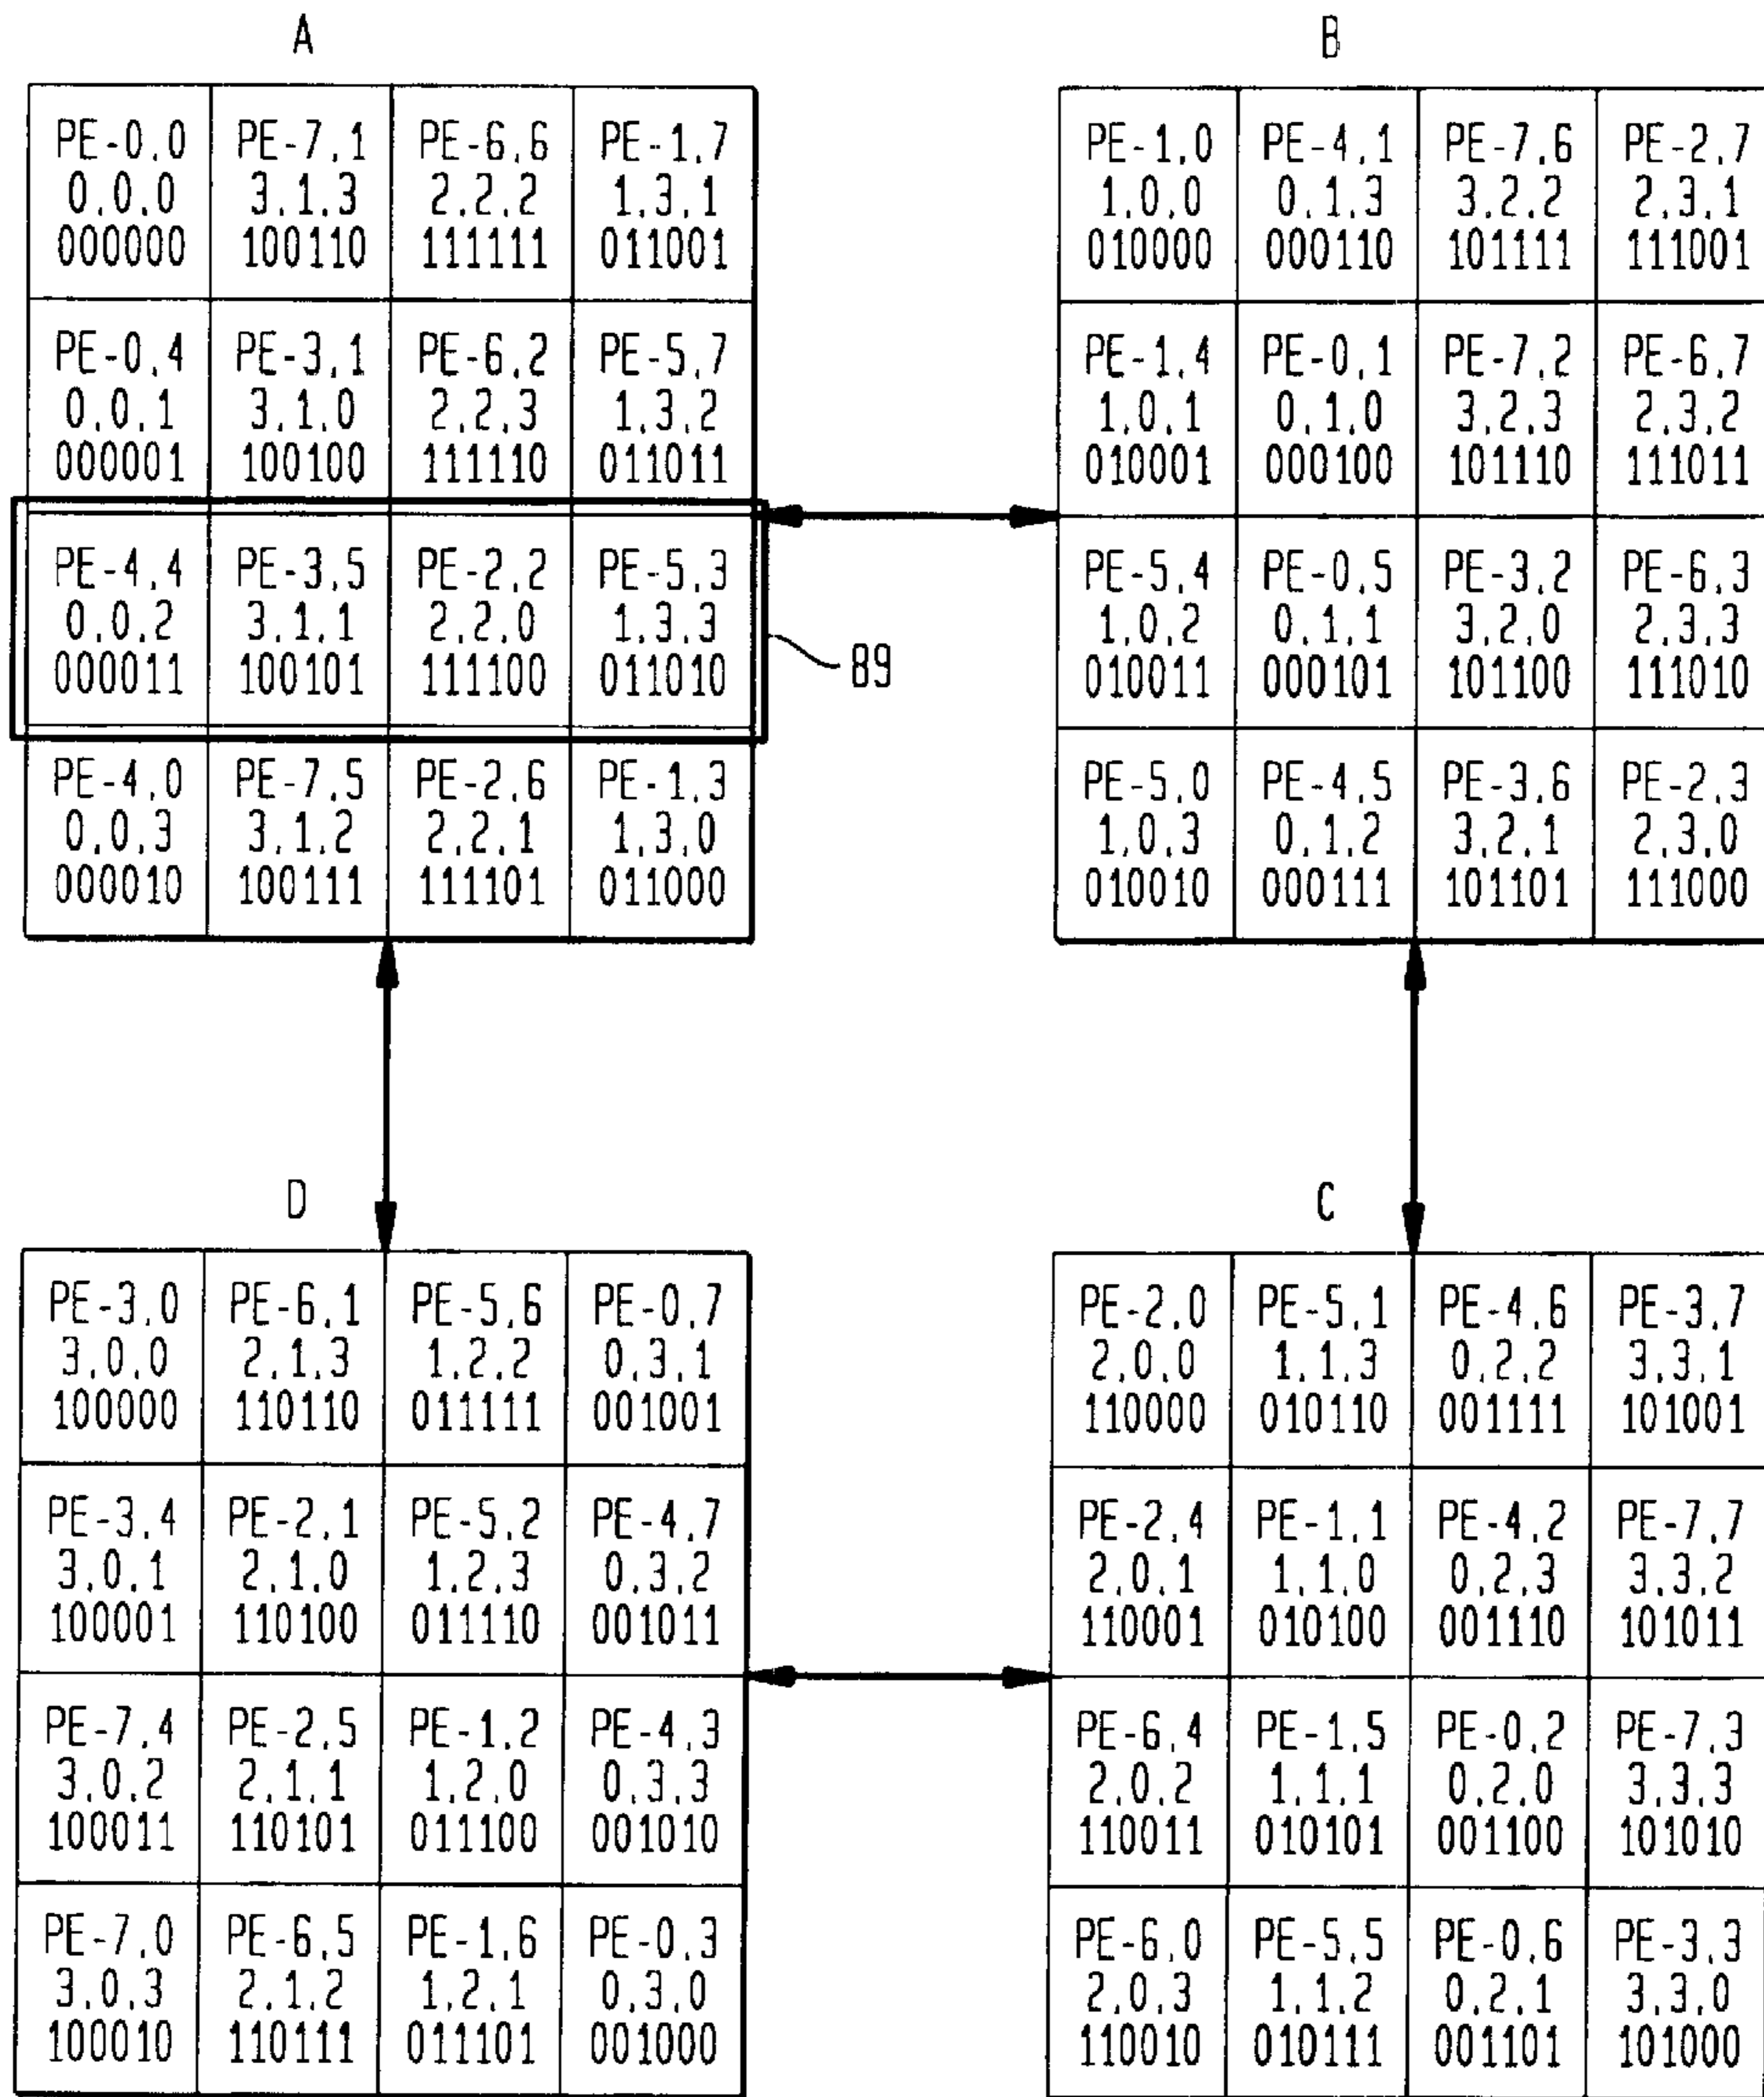 A
PE-0,0 PE-7,1 PE-6,6 PE-1,7
0,0,0 3,1,3 2,2,2 1,3,1
000000 100110 111111 011001
PE-0,4 PE-3,1 PE-6,2 PE-5,7
0,0,1 3,1,0 2,2,3 1,3,2
000001 100100 111110 011011
PE-4,4 PE-3,5 PE-2,2 PE-5,3
0,0,2 3,1,1 2,2,0 1,3,3
000011 100101 111100 011010
89
PE-4,0 PE-7,5 PE-2,6 PE-1,3
0,0,3 3,1,2 2,2,1 1,3,0
000010 100111 111101 011000
B
PE-1,0 PE-4,1 PE-7,6 PE-2,7
1,0,0 0,1,3 3,2,2 2,3,1
010000 000110 101111 111001
PE-1,4 PE-0,1 PE-7,2 PE-6,7
1,0,1 0,1,0 3,2,3 2,3,2
010001 000100 101110 111011
PE-5,4 PE-0,5 PE-3,2 PE-6,3
1,0,2 0,1,1 3,2,0 2,3,3
010011 000101 101100 111010
PE-5,0 PE-4,5 PE-3,6 PE-2,3
1,0,3 0,1,2 3,2,1 2,3,0
010010 000111 101101 111000
D
PE-3,0 PE-6,1 PE-5,6 PE-0,7
3,0,0 2,1,3 1,2,2 0,3,1
100000 110110 011111 001001
PE-3,4 PE-2,1 PE-5,2 PE-4,7
3,0,1 2,1,0 1,2,3 0,3,2
100001 110100 011110 001011
PE-7,4 PE-2,5 PE-1,2 PE-4,3
3,0,2 2,1,1 1,2,0 0,3,3
100011 110101 011100 001010
PE-7,0 PE-6,5 PE-1,6 PE-0,3
3,0,3 2,1,2 1,2,1 0,3,0
100010 110111 011101 001000
C
PE-2,0 PE-5,1 PE-4,6 PE-3,7
2,0,0 1,1,3 0,2,2 3,3,1
110000 010110 001111 101001
PE-2,4 PE-1,1 PE-4,2 PE-7,7
2,0,1 1,1,0 0,2,3 3,3,2
110001 010100 001110 101011
PE-6,4 PE-1,5 PE-0,2 PE-7,3
2,0,2 1,1,1 0,2,0 3,3,3
110011 010101 001100 101010
PE-6,0 PE-5,5 PE-0,6 PE-3,3
2,0,3 1,1,2 0,2,1 3,3,0
110010 010111 001101 101000